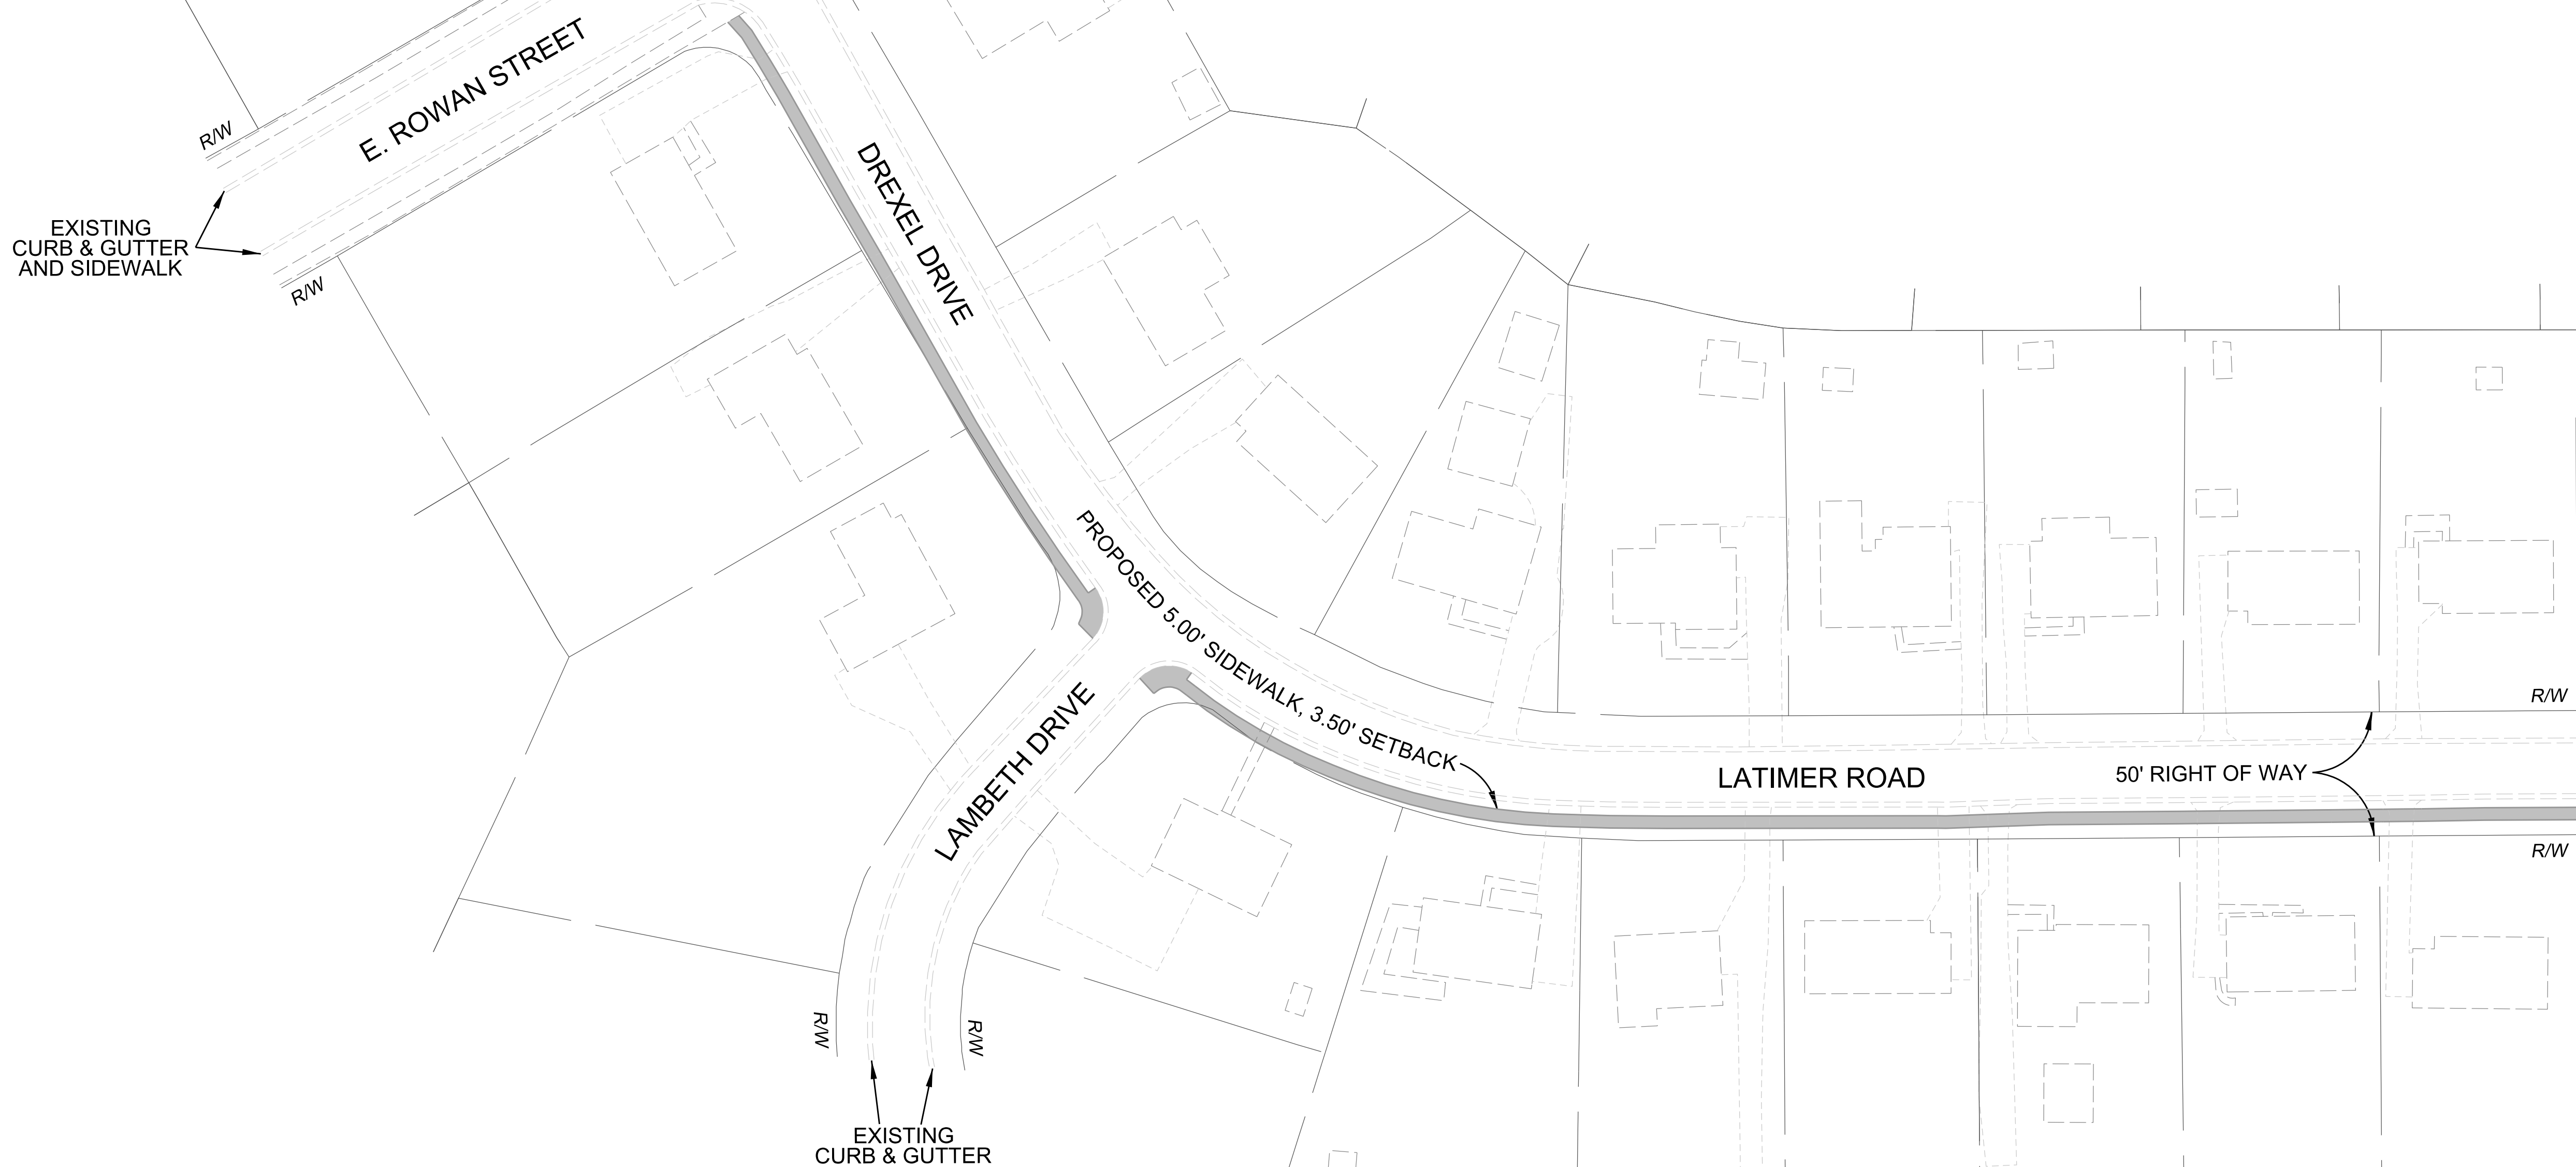 E. ROWAN STREET
R/W
R/W
EXISTING
CURB & GUTTER
AND SIDEWALK
DREXEL DRIVE
PROPOSED 5.00' SIDEWALK, 3.50' SETBACK
LAMBETH DRIVE
LATIMER ROAD
50' RIGHT OF WAY
R/W
R/W
R/W
R/W
EXISTING
CURB & GUTTER